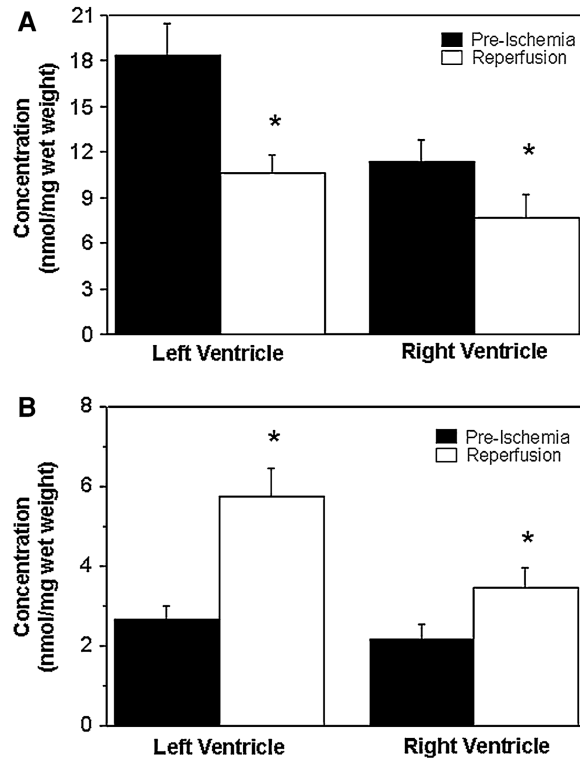 A
21
18
15
12
9
6
3
0
Concentration
(nmol/mg wet weight)
Pre-Ischemia
Reperfusion
*
*
Left Ventricle
Right Ventricle
B
8
6
4
2
0
Concentration
(nmol/mg wet weight)
Pre-Ischemia
Reperfusion
*
*
Left Ventricle
Right Ventricle